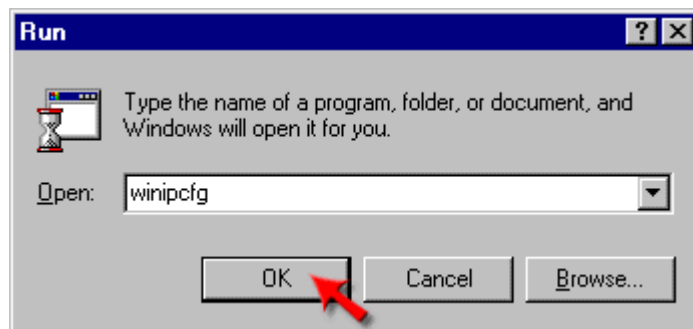 Run
Type the name of a program, folder, or document, and
Windows will open it for you.
Open: winipcfg
OK Cancel Browse...